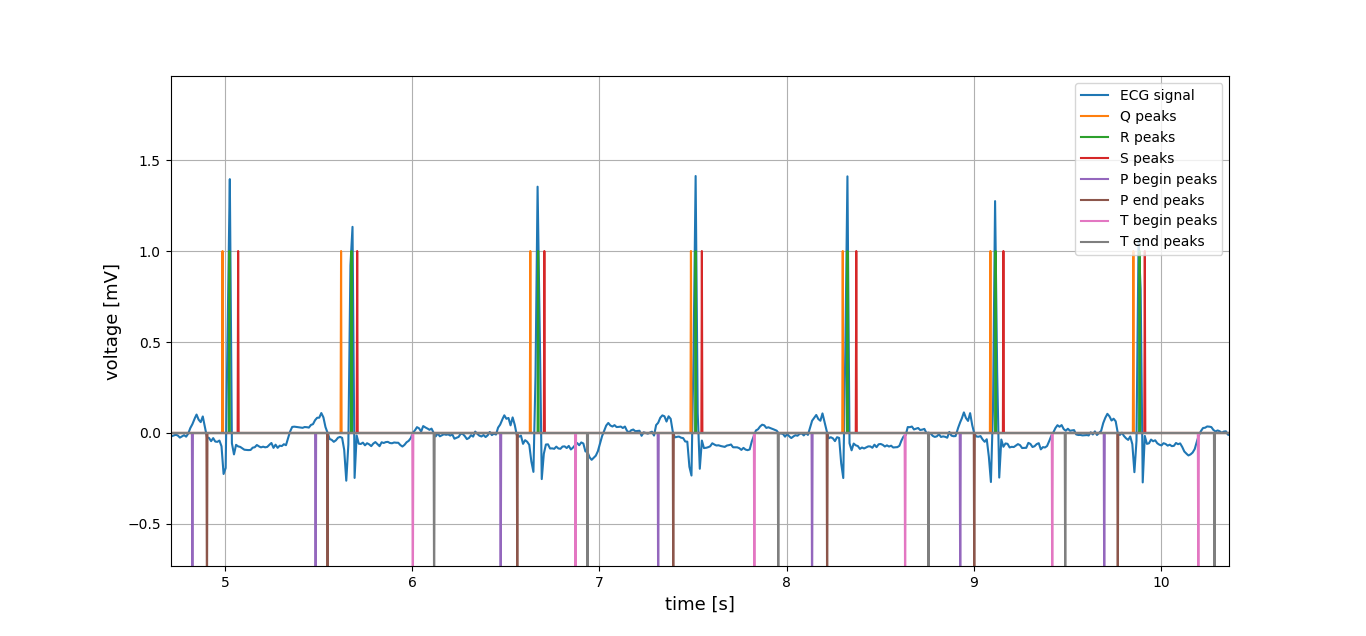 voltage [mV]
1.5
1.0
0.5
0.0
−0.5
5 6 7 8 9 10
time [s]
ECG signal
Q peaks
R peaks
S peaks
P begin peaks
P end peaks
T begin peaks
T end peaks